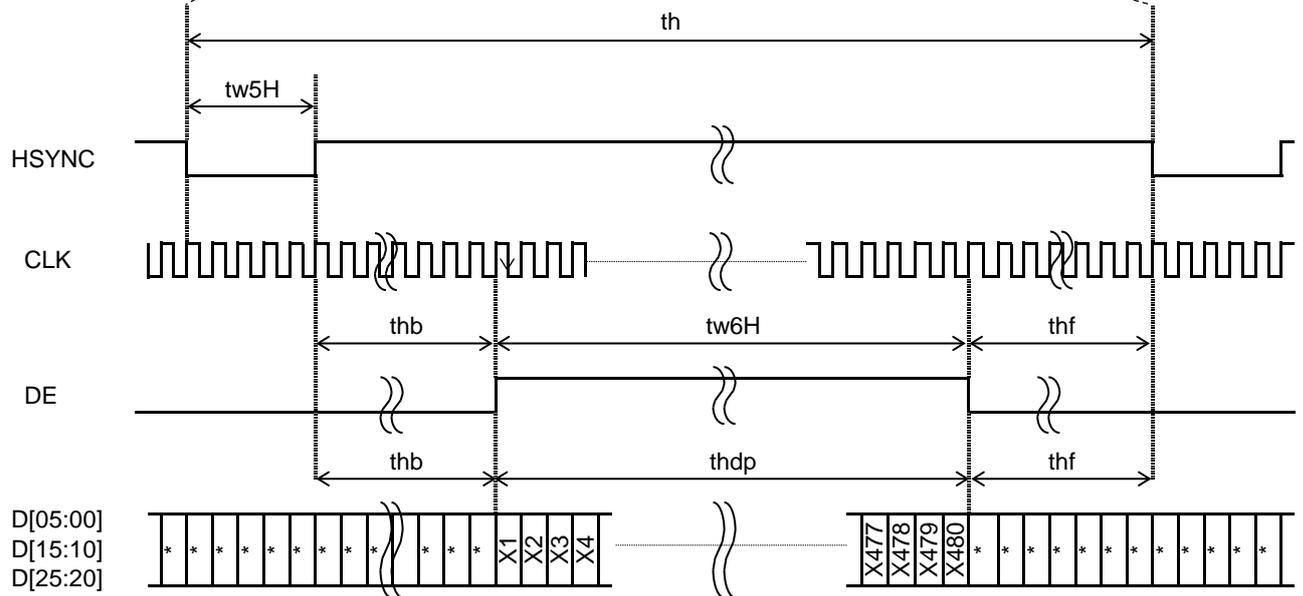 th
tw5H
HSYNC
CLK
thb tw6H thf
DE
thb thdp thf
D[05:00]
D[15:10]
D[25:20]
* * * * * * * * * * * * X1 X2 X3 X4 X477 X478 X479 X480 * * * * * * * * * * * *